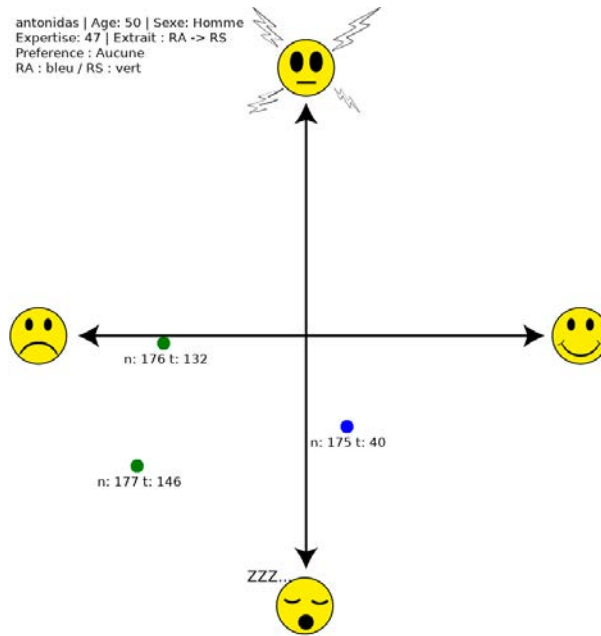 antonidas | Age: 50 | Sexe: Homme
Expertise: 47 | Extrait : RA -> RS
Preference : Aucune
RA : bleu / RS : vert
n: 176 t: 132
n: 175 t: 40
n: 177 t: 146
ZZZ...